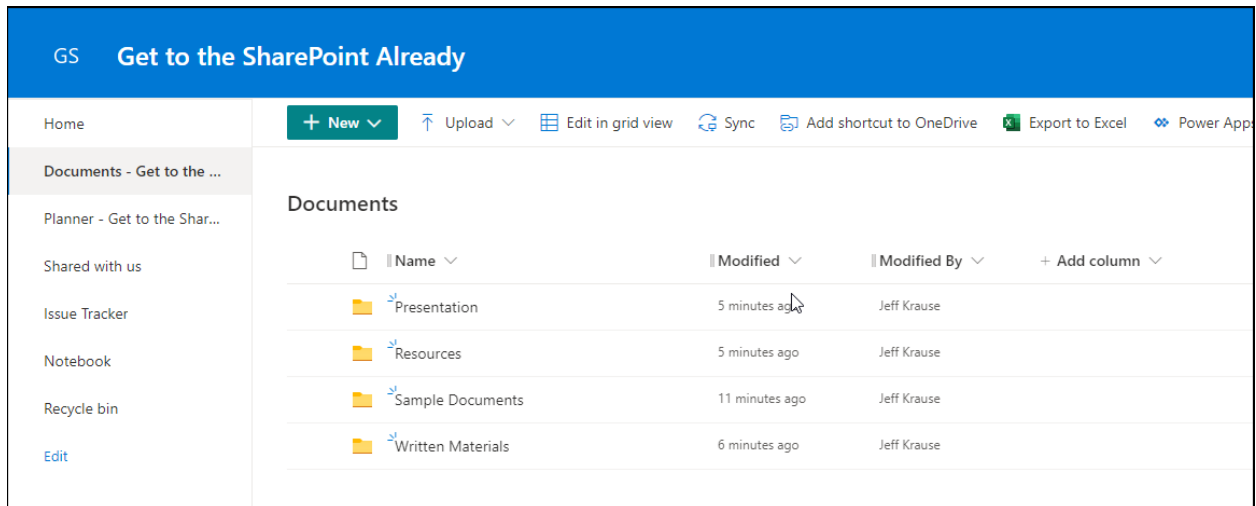 GS Get to the SharePoint Already
Home
Documents - Get to the ...
Planner - Get to the Shar...
Shared with us
Issue Tracker
Notebook
Recycle bin
Edit
+ New Upload Edit in grid view Sync Add shortcut to OneDrive Export to Excel Power Apps
Documents
Name Modified Modified By + Add column
Presentation 5 minutes ago Jeff Krause
Resources 5 minutes ago Jeff Krause
Sample Documents 11 minutes ago Jeff Krause
Written Materials 6 minutes ago Jeff Krause